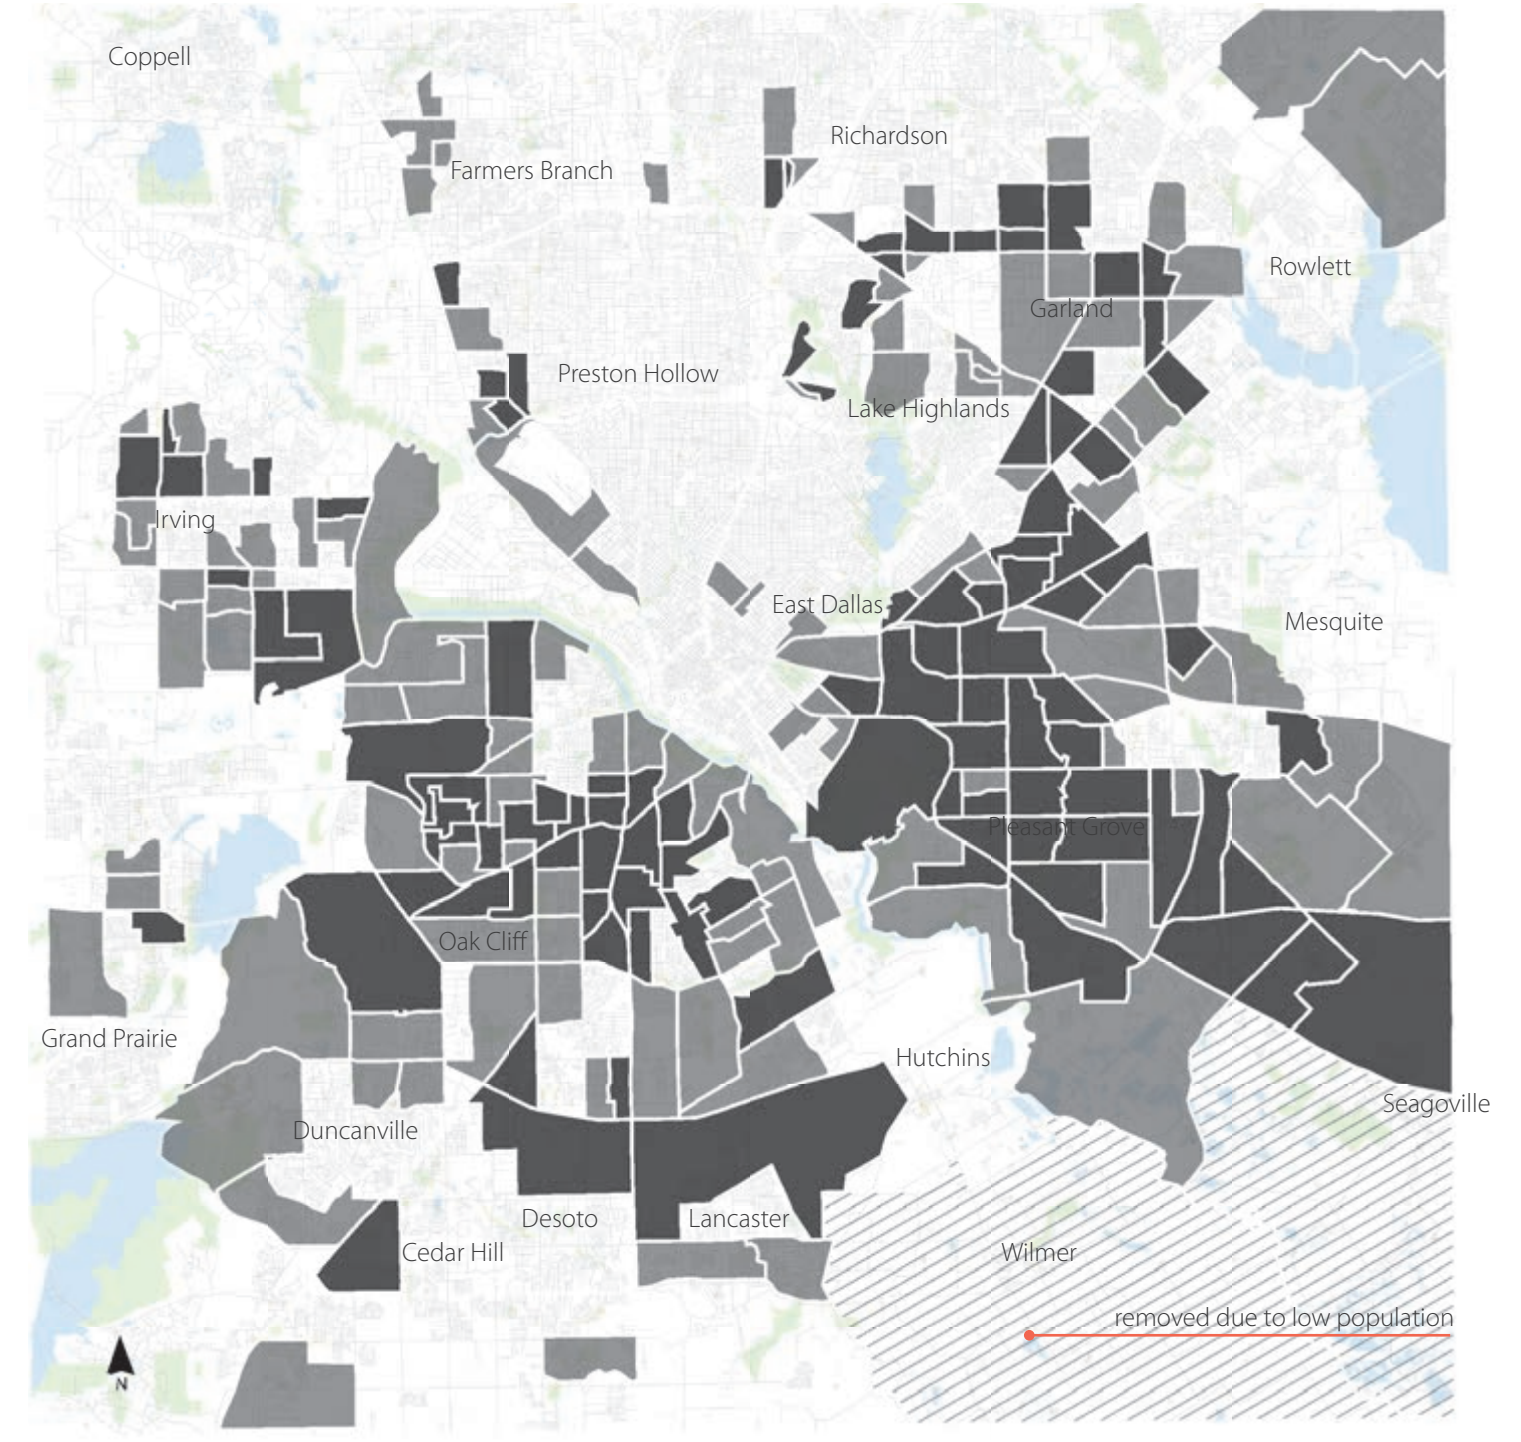 Coppell
Richardson
Farmers Branch
Rowlett
Garland
Preston Hollow
Lake Highlands
Irving
East Dallas
Mesquite
Pleasant Grove
Oak Cliff
Grand Prairie
Hutchins
Seagoville
Duncanville
Desoto
Lancaster
Cedar Hill
Wilmer
removed due to low population
N